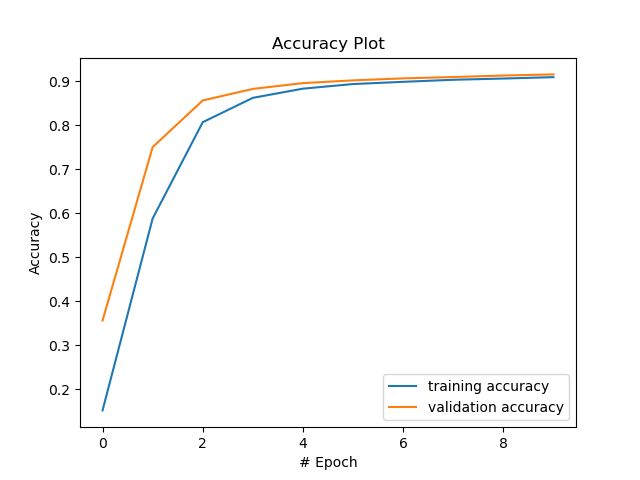 Accuracy Plot
Accuracy
0.9
0.8
0.7
0.6
0.5
0.4
0.3
0.2
training accuracy
validation accuracy
0 2 4 6 8
# Epoch